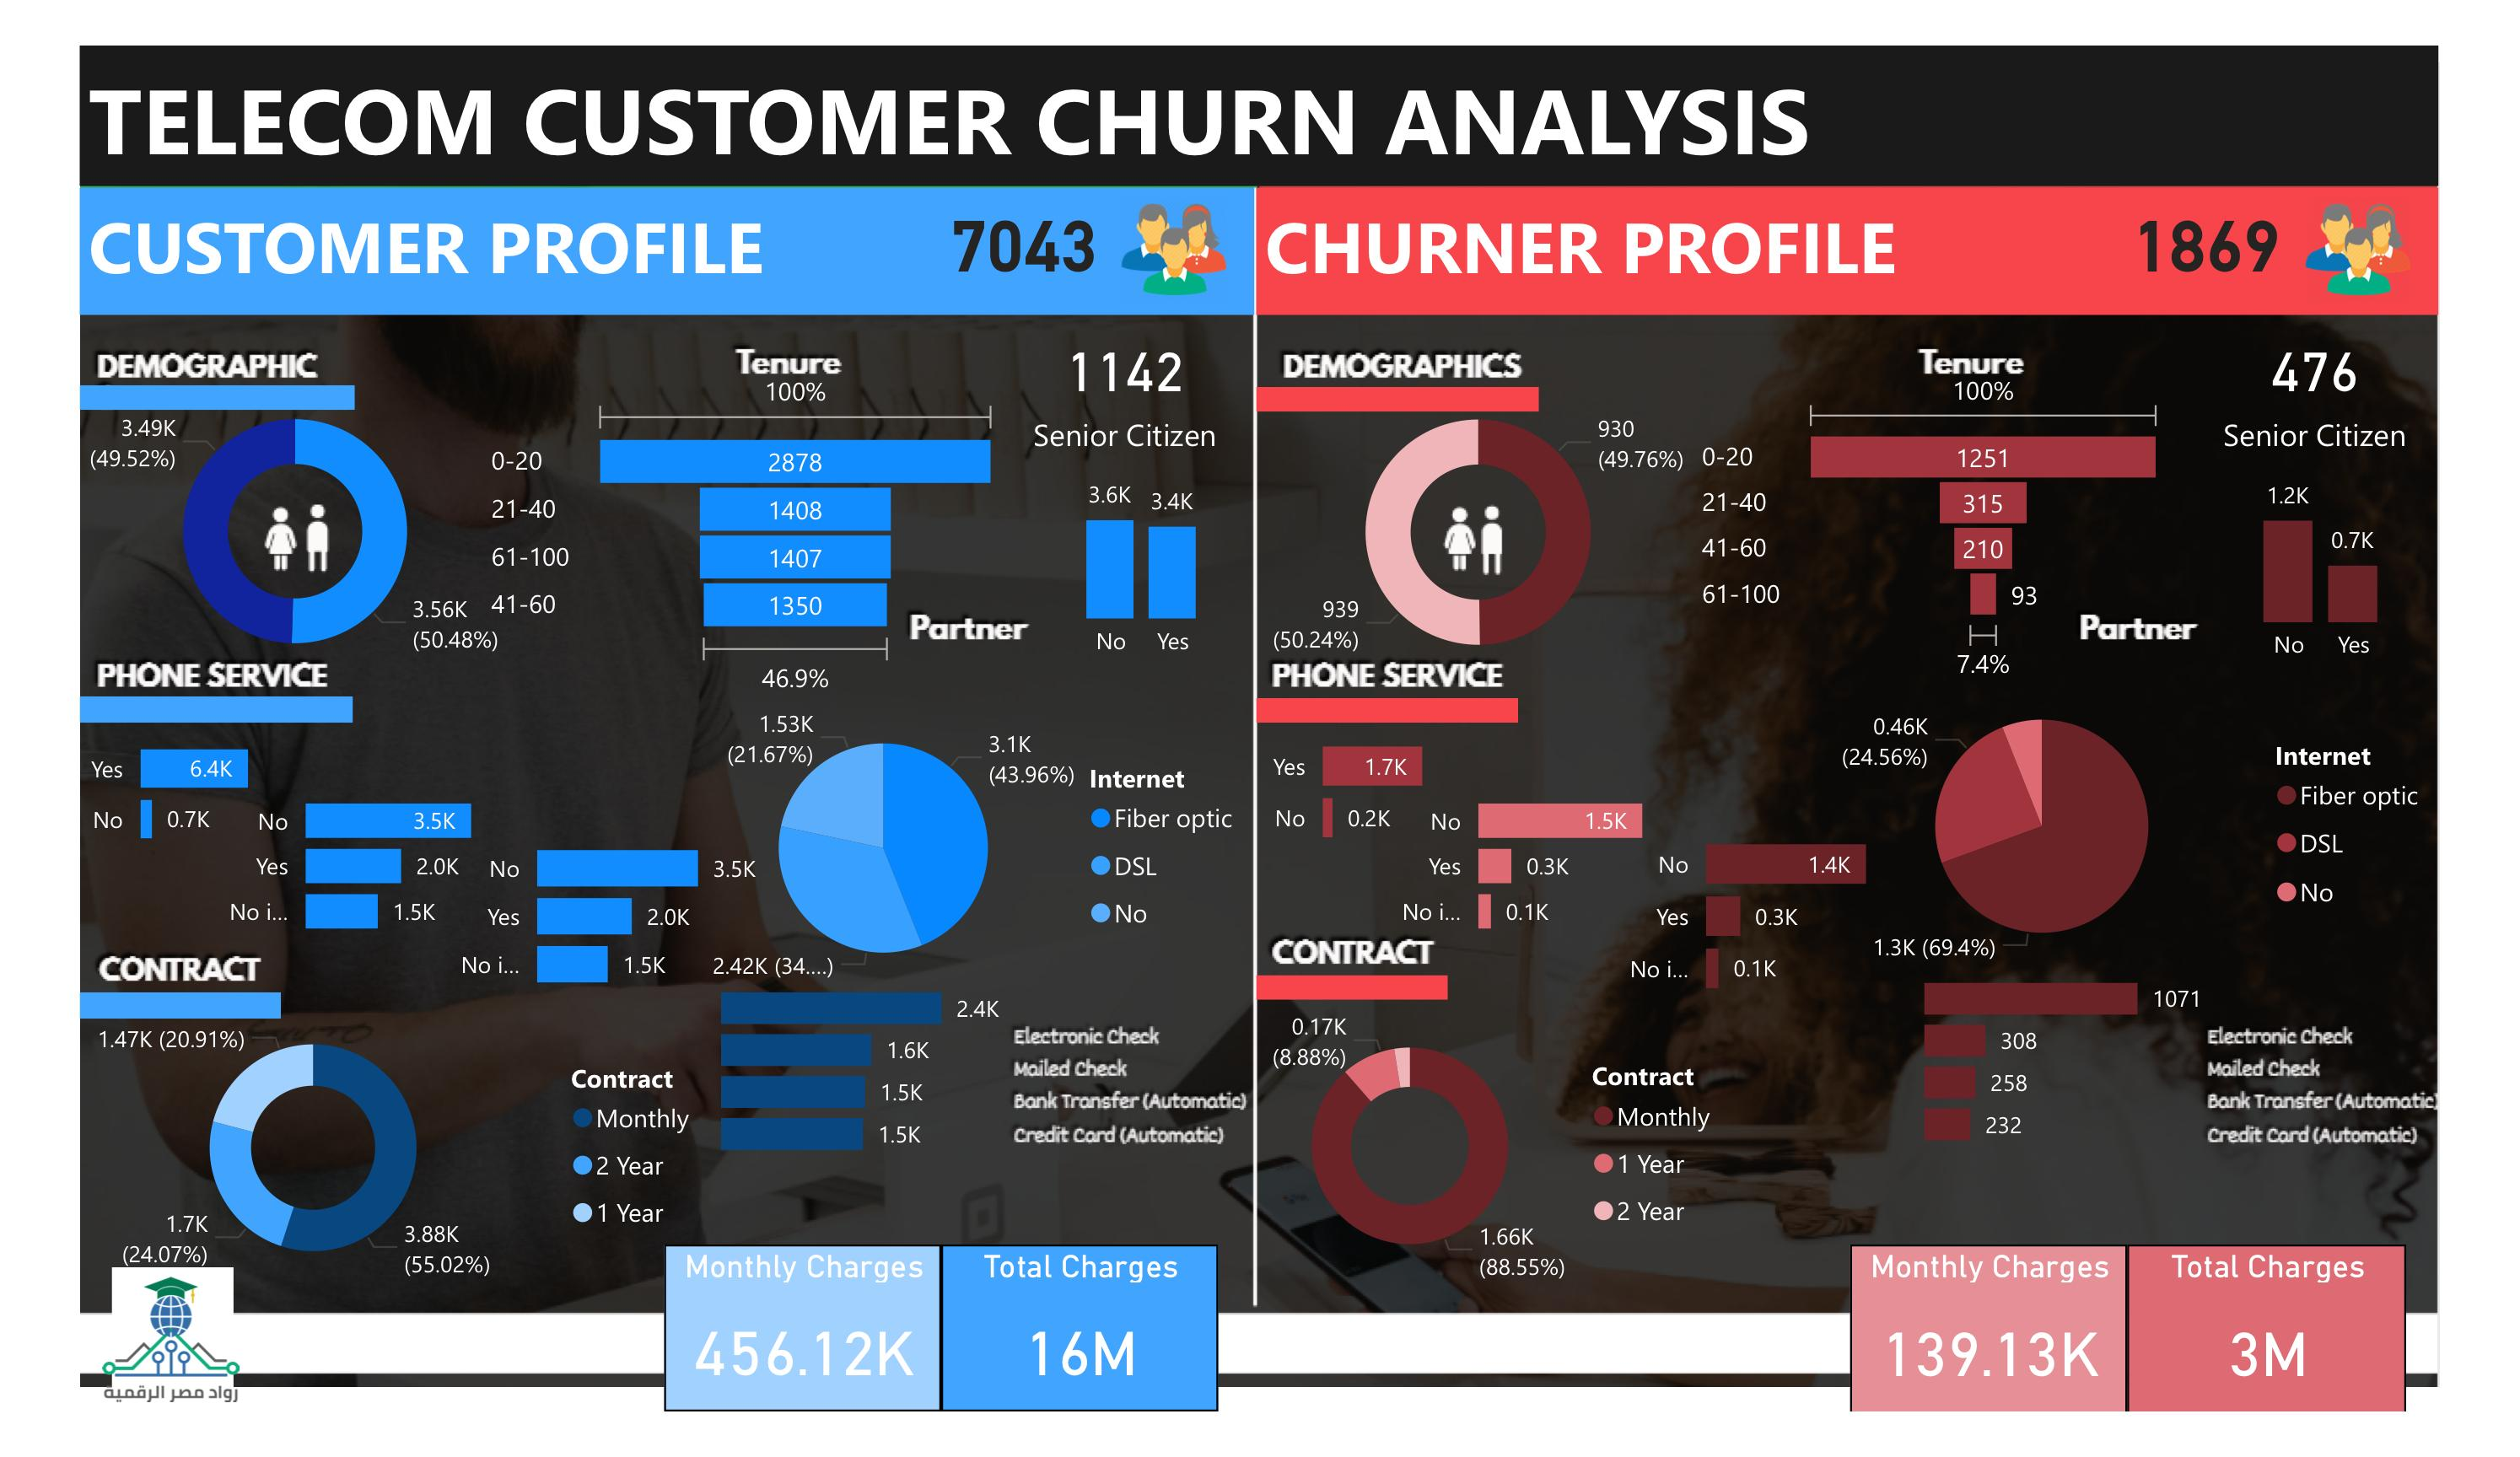 TELECOM CUSTOMER CHURN ANALYSIS
CUSTOMER PROFILE
7043
DEMOGRAPHIC
3.49K
(49.52%)
3.56K
(50.48%)
Tenure
100%
0-20
2878
21-40
1408
61-100
1407
41-60
1350
46.9%
1142
Senior Citizen
3.6K
3.4K
No
Yes
Partner
PHONE SERVICE
Yes
6.4K
No
0.7K
No
3.5K
Yes
2.0K
No i...
1.5K
No
3.5K
Yes
2.0K
No i...
1.5K
1.53K
(21.67%)
3.1K
(43.96%)
2.42K (34....)
Internet
Fiber optic
DSL
No
CONTRACT
1.47K (20.91%)
1.7K
(24.07%)
3.88K
(55.02%)
Contract
Monthly
2 Year
1 Year
2.4K
1.6K
1.5K
1.5K
Electronic Check
Mailed Check
Bank Transfer (Automatic)
Credit Card (Automatic)
Monthly Charges
456.12K
Total Charges
16M
رواد مصر الرقمية
CHURNER PROFILE
1869
DEMOGRAPHICS
930
(49.76%)
939
(50.24%)
Tenure
100%
0-20
1251
21-40
315
41-60
210
61-100
93
7.4%
476
Senior Citizen
1.2K
0.7K
No
Yes
Partner
PHONE SERVICE
Yes
1.7K
No
0.2K
No
1.5K
Yes
0.3K
No i...
0.1K
No
1.4K
Yes
0.3K
No i...
0.1K
0.46K
(24.56%)
1.3K (69.4%)
Internet
Fiber optic
DSL
No
CONTRACT
0.17K
(8.88%)
1.66K
(88.55%)
Contract
Monthly
1 Year
2 Year
1071
308
258
232
Electronic Check
Mailed Check
Bank Transfer (Automatic)
Credit Card (Automatic)
Monthly Charges
139.13K
Total Charges
3M